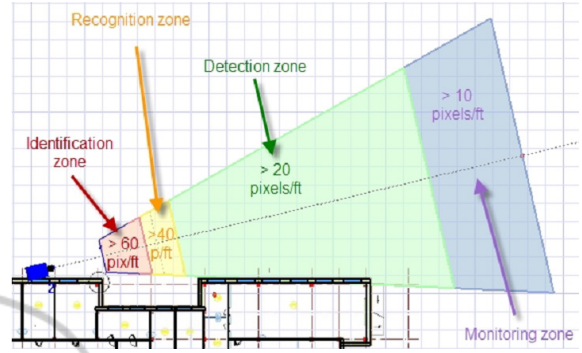 Recognition zone
Detection zone
> 10
pixels/ft
Identification
zone
> 20
pixels/ft
> 60
pix/ft
>40
p/ft
Monitoring zone